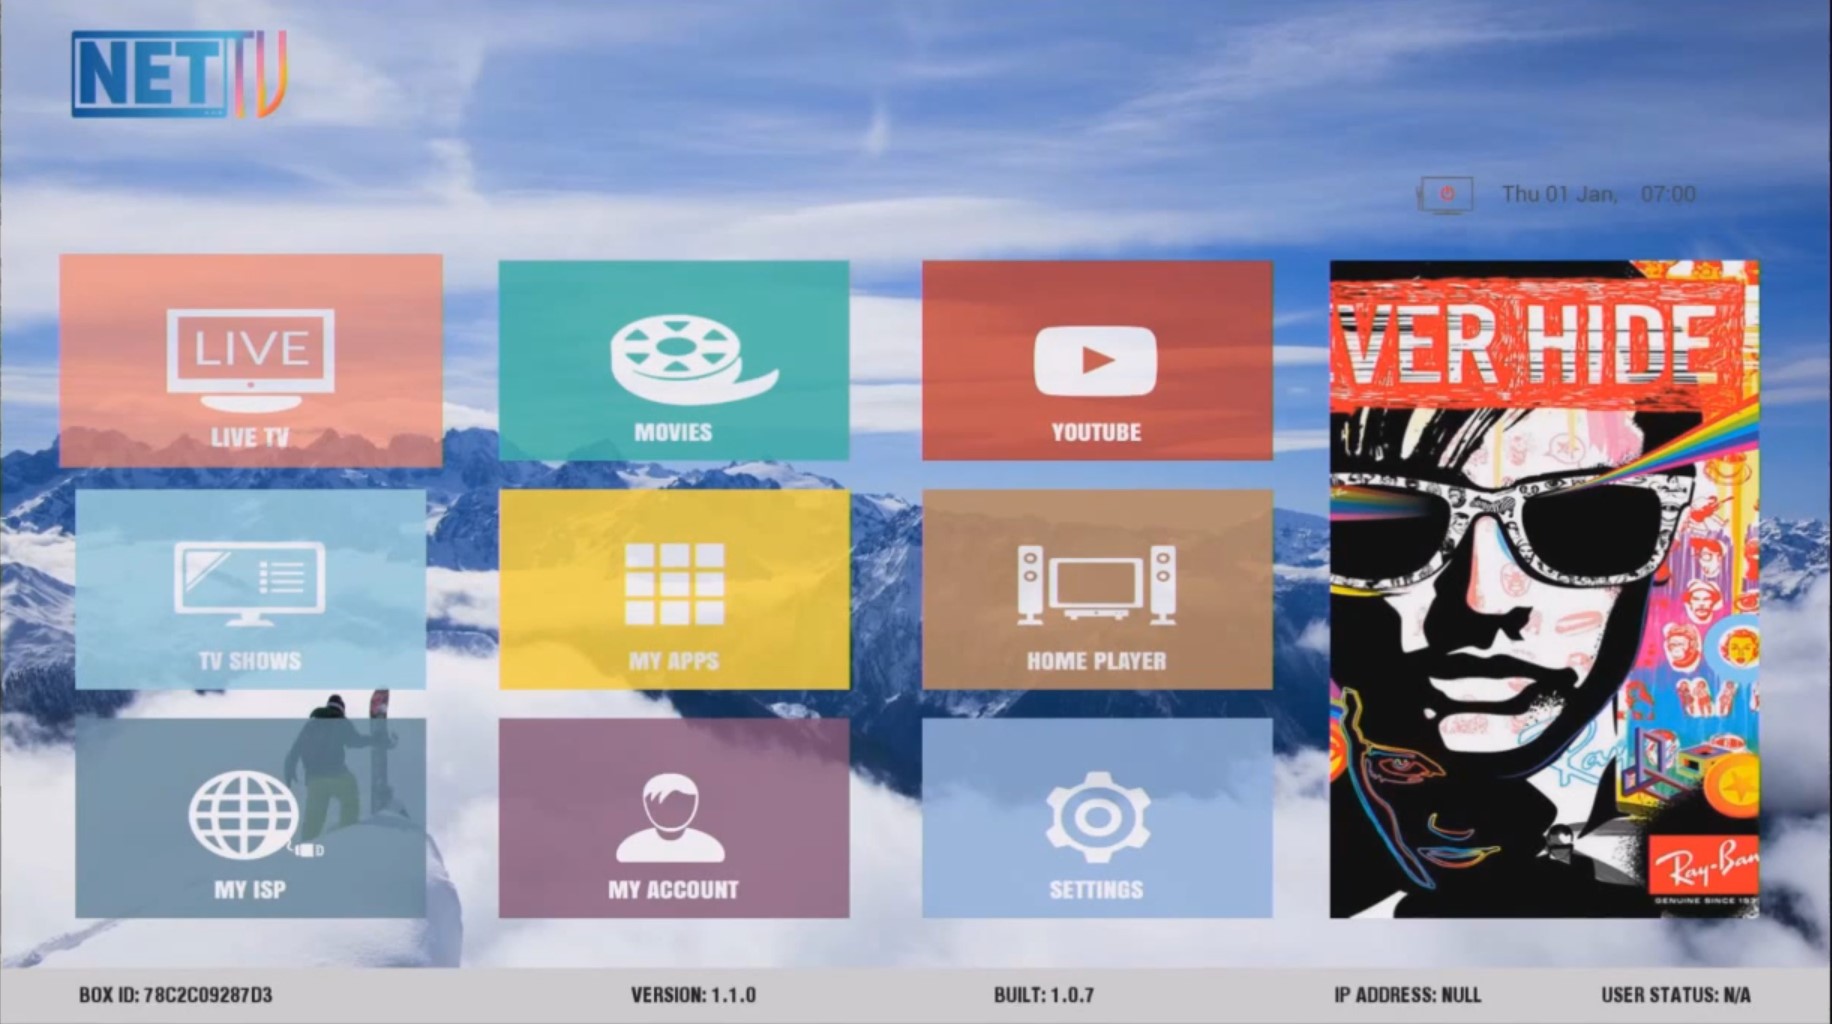 NET TV
Thu 01 Jan, 07:00
LIVE
LIVE TV
MOVIES
YOUTUBE
VER HIDE
TV SHOWS
MY APPS
HOME PLAYER
MY ISP
MY ACCOUNT
SETTINGS
Ray-Ban
GENUINE SINCE 193
BOX ID: 78C2C09287D3
VERSION: 1.1.0
BUILT: 1.0.7
IP ADDRESS: NULL
USER STATUS: N/A